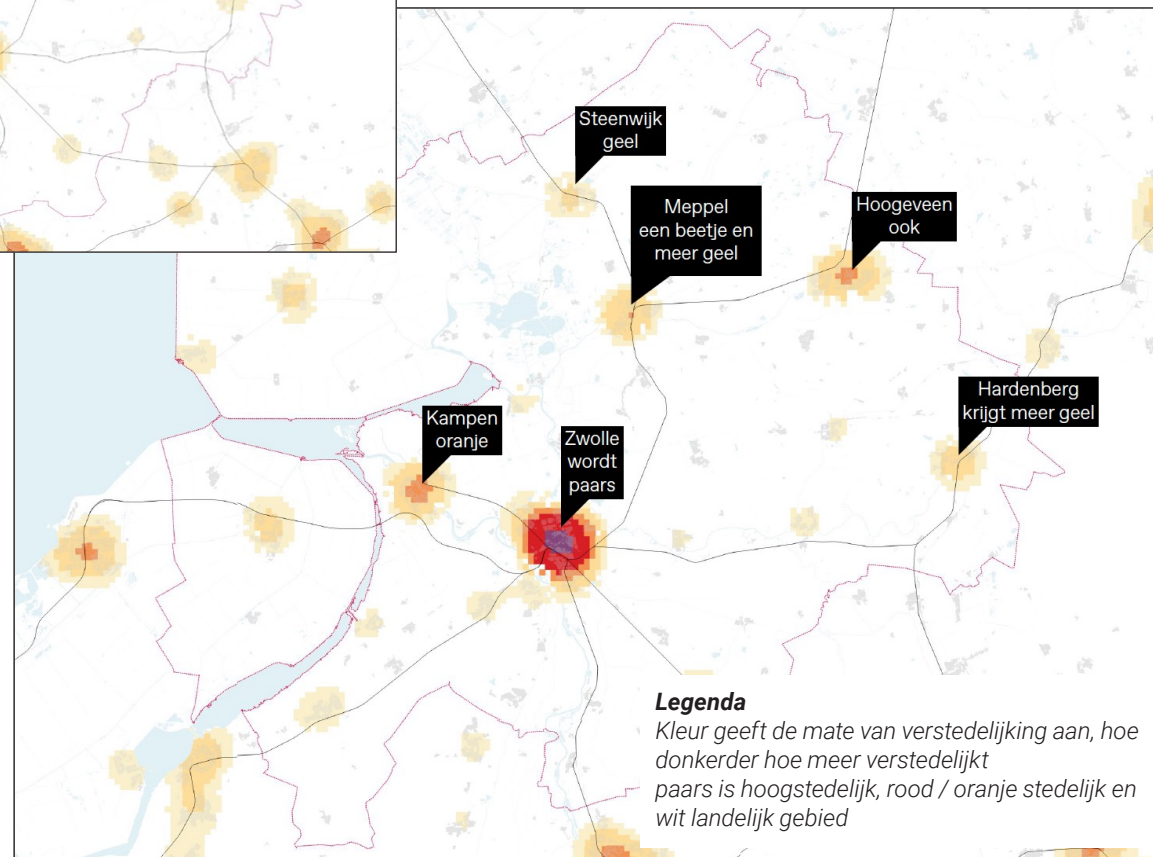 Steenwijk
geel
Meppel
een beetje en
meer geel
Hoogeveen
ook
Hardenberg
krijgt meer geel
Kampen
oranje
Zwolle
wordt
paars
Legenda
Kleur geeft de mate van verstedelijking aan, hoe
donkerder hoe meer verstedelijkt
paars is hoogstedelijk, rood / oranje stedelijk en
wit landelijk gebied